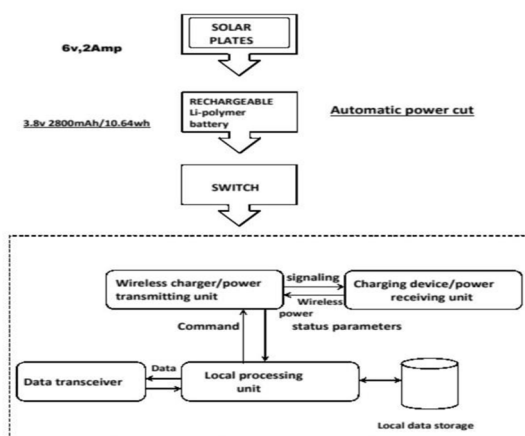 SOLAR
PLATES
6v,2Amp
RECHARGEABLE
Li-polymer
battery
3.8v 2800mAh/10.64wh
Automatic power cut
SWITCH
Wireless charger/power
transmitting unit
signaling
Wireless
power
Charging device/power
receiving unit
Command
status parameters
Data transceiver
Data
Local processing
unit
Local data storage